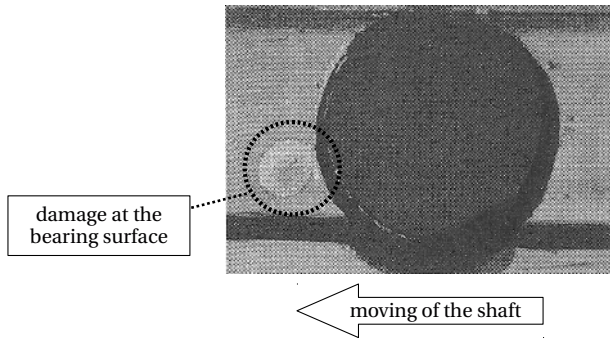 damage at the
bearing surface
moving of the shaft